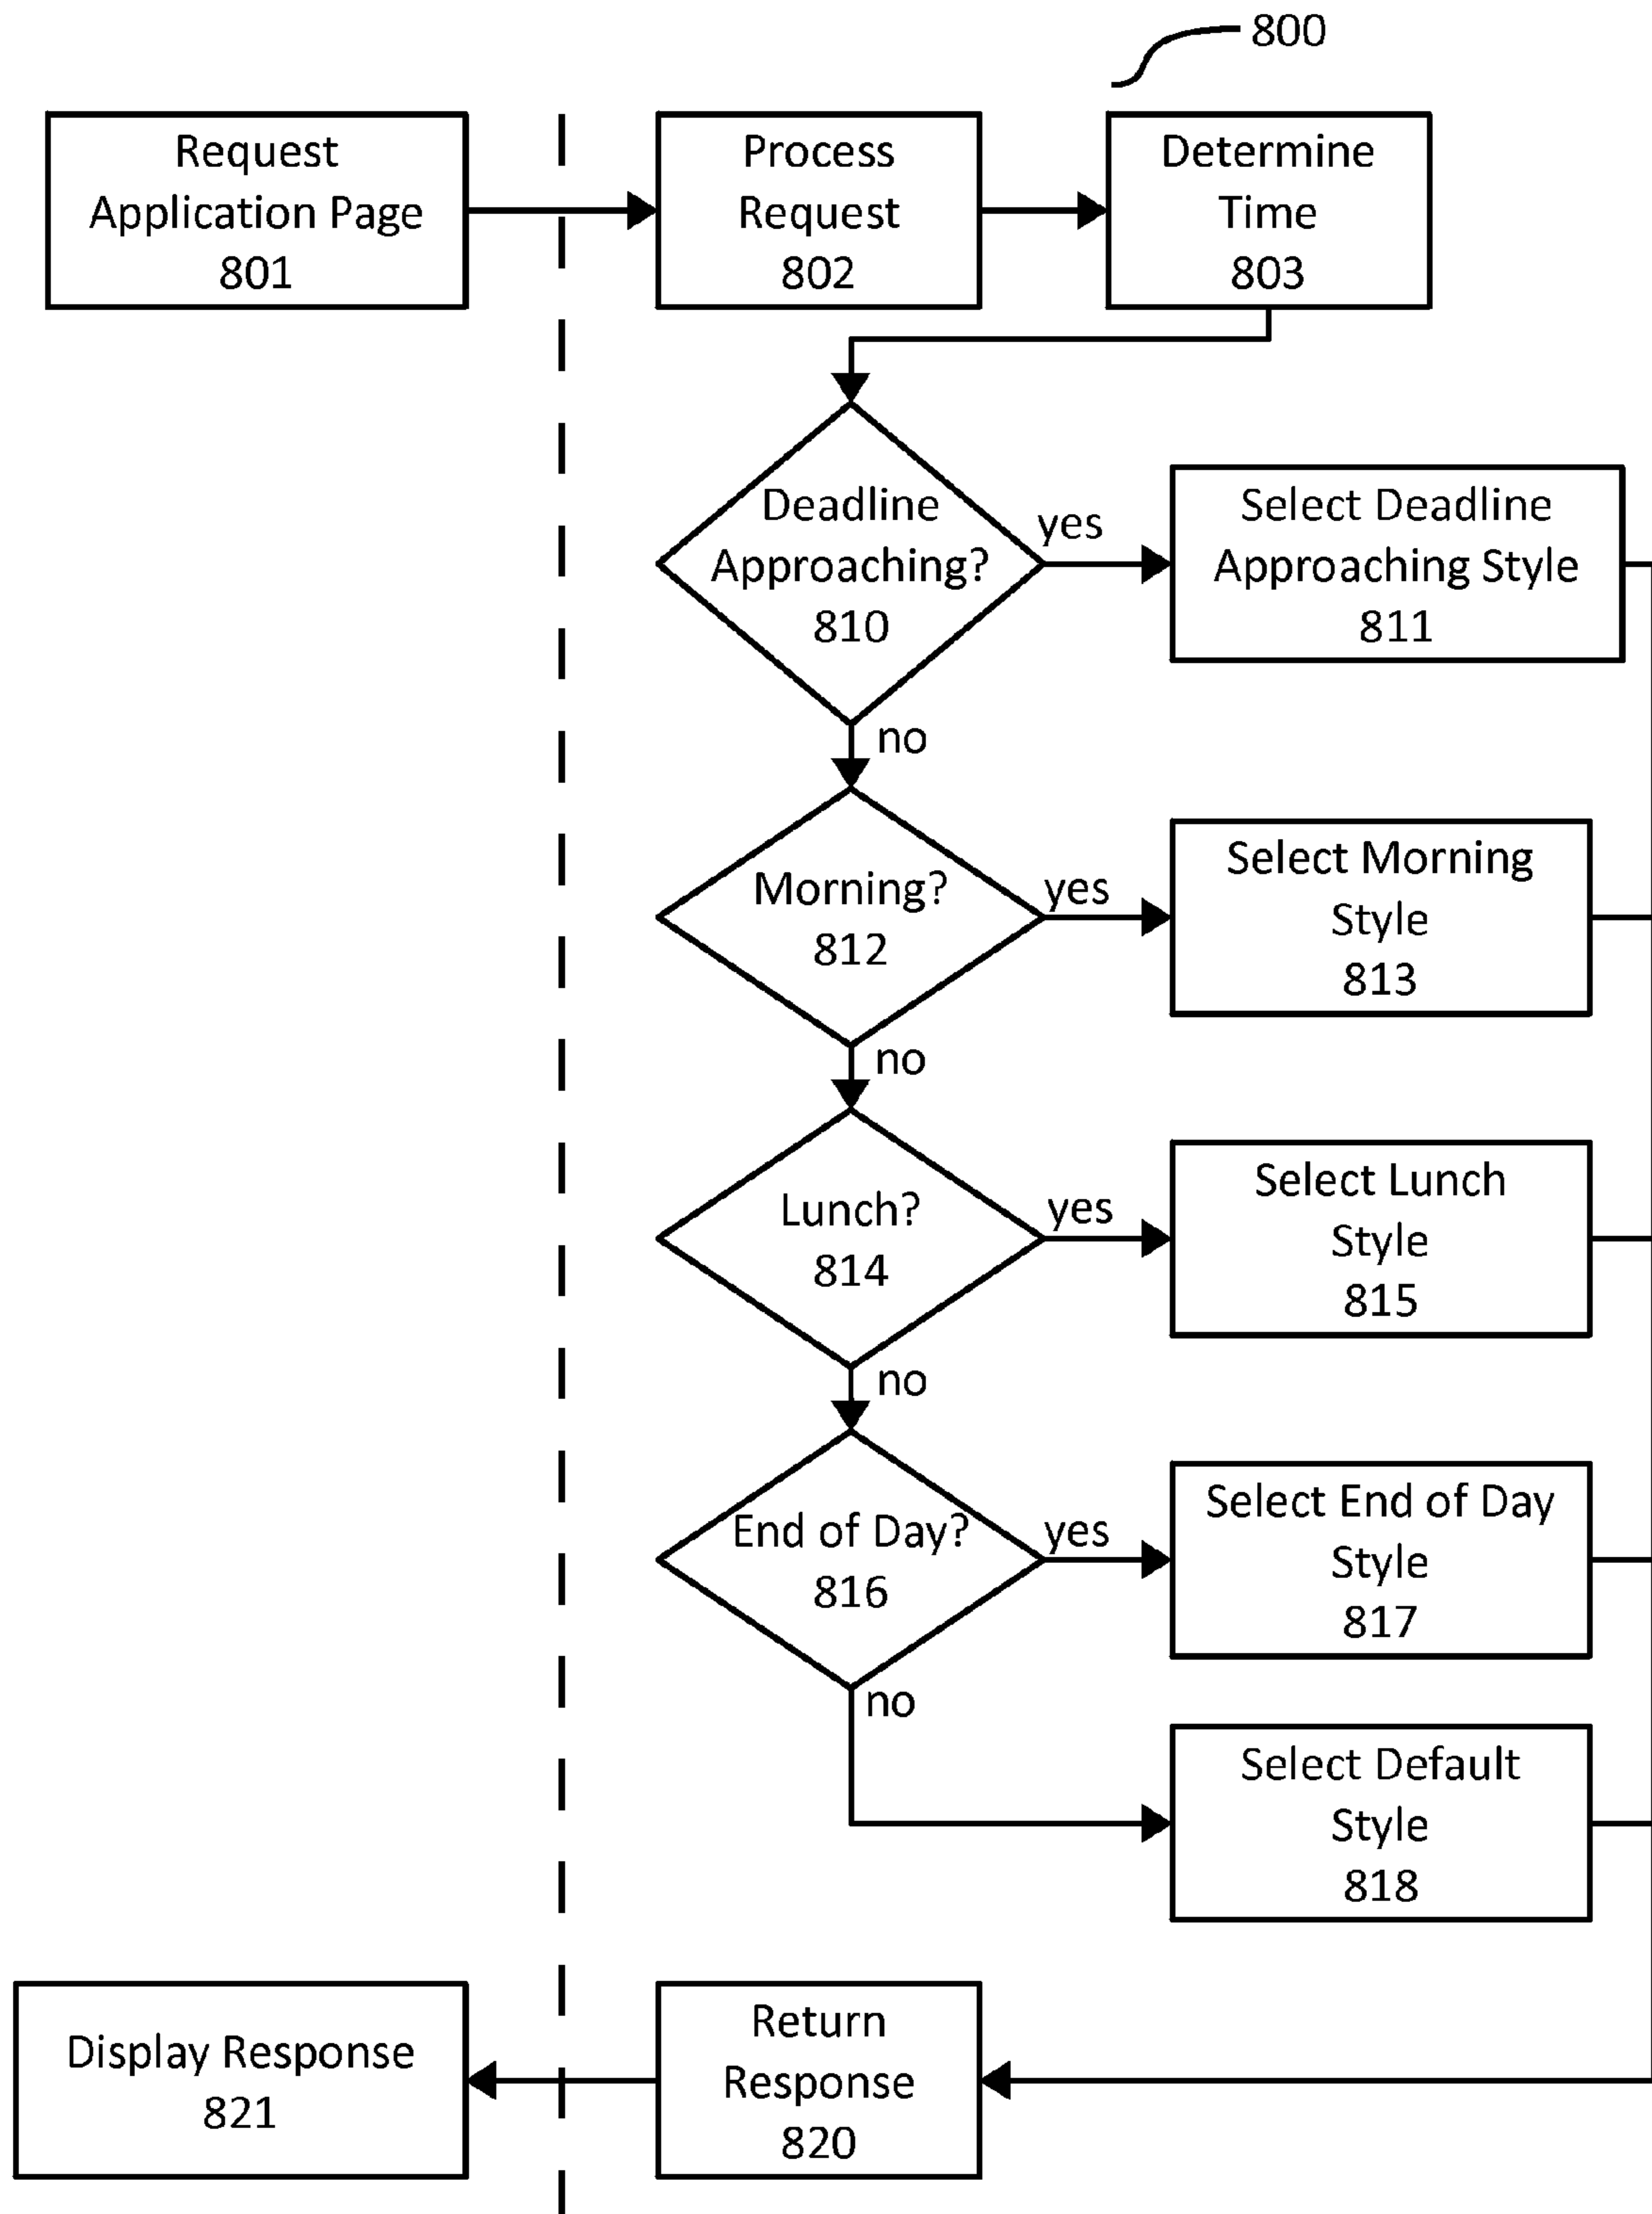 800
Request
Application Page
801
Process
Request
802
Determine
Time
803
Deadline
Approaching?
810
yes
Select Deadline
Approaching Style
811
no
Morning?
812
yes
Select Morning
Style
813
no
Lunch?
814
yes
Select Lunch
Style
815
no
End of Day?
816
yes
Select End of Day
Style
817
no
Select Default
Style
818
Display Response
821
Return
Response
820